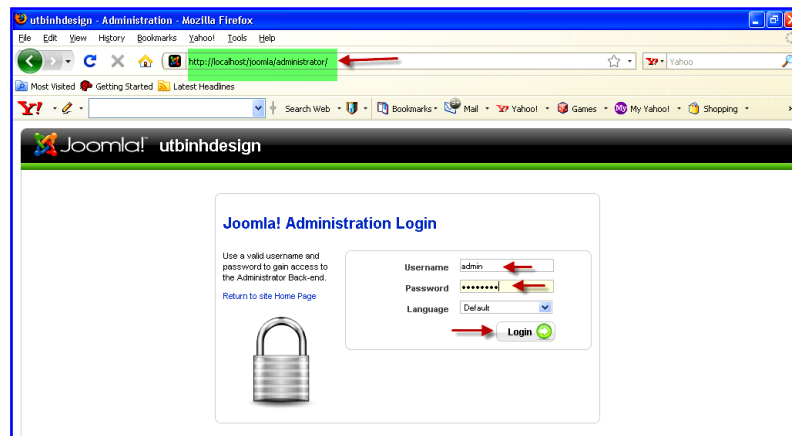 utbinhdesign - Administration - Mozilla Firefox
File Edit View History Bookmarks Yahoo! Tools Help
http://localhost/joomla/administrator/
Yahoo
Most Visited Getting Started Latest Headlines
Y! Search Web Bookmarks Mail Yahoo! Games My Yahoo! Shopping
Joomla! utbinhdesign
Joomla! Administration Login
Use a valid username and
password to gain access to
the Administrator Back-end.
Return to site Home Page
Username admin
Password ••••••••
Language Default
Login